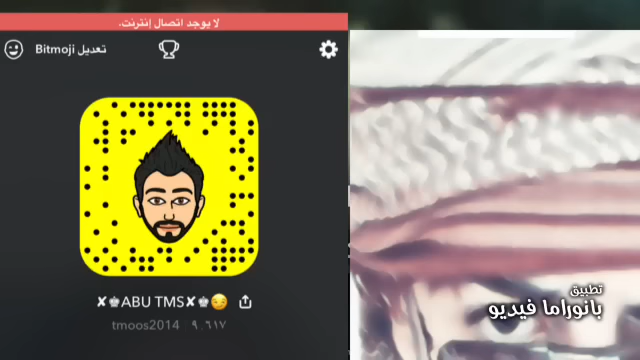 لا يوجد اتصال إنترنت.
تعديل Bitmoji
✘♚ABU TMS✘♚😏
tmoos2014 ٩,٦١٧
تطبيق
بانوراما فيديو